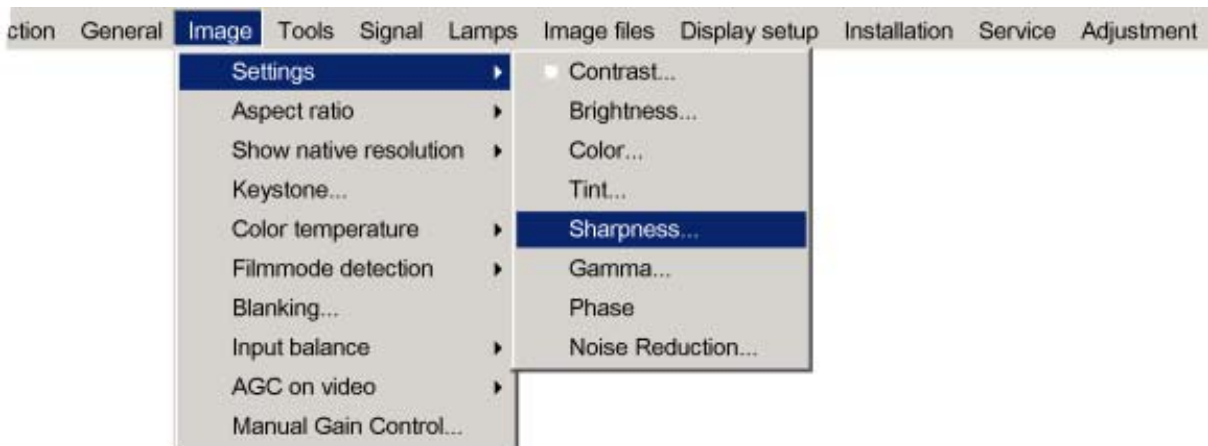 ction General Image Tools Signal Lamps Image files Display setup Installation Service Adjustment
Settings
Aspect ratio
Show native resolution
Keystone...
Color temperature
Filmmode detection
Blanking...
Input balance
AGC on video
Manual Gain Control...
Contrast...
Brightness...
Color...
Tint...
Sharpness...
Gamma...
Phase
Noise Reduction...